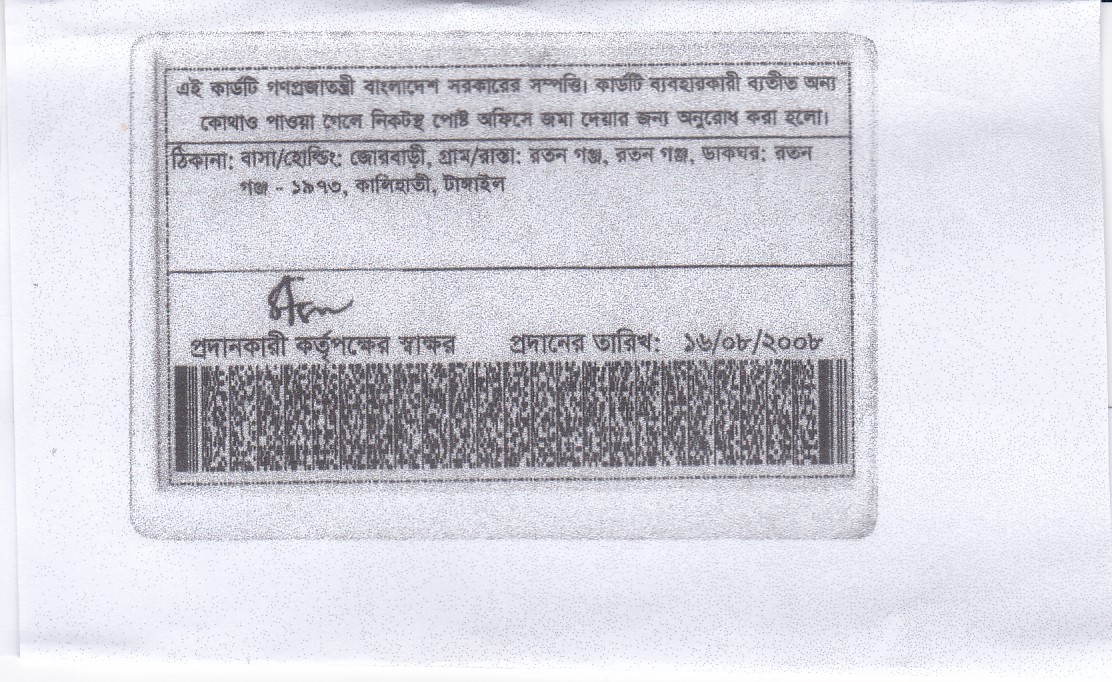 এই কার্ডটি গণপ্রজাতন্ত্রী বাংলাদেশ সরকারের সম্পত্তি। কার্ডটি ব্যবহারকারী ব্যতীত অন্য
কোথাও পাওয়া গেলে নিকটস্থ পোষ্ট অফিসে জমা দেয়ার জন্য অনুরোধ করা হলো।
ঠিকানা: বাসা/হোল্ডিং: জোরবাড়ী, গ্রাম/রাস্তা: রতন গঞ্জ, রতন গঞ্জ, ডাকঘর: রতন
গঞ্জ - ১৯৭৩, কালিহাতী, টাঙ্গাইল
প্রদানকারী কর্তৃপক্ষের স্বাক্ষর প্রদানের তারিখ: ১৬/০৮/২০০৮